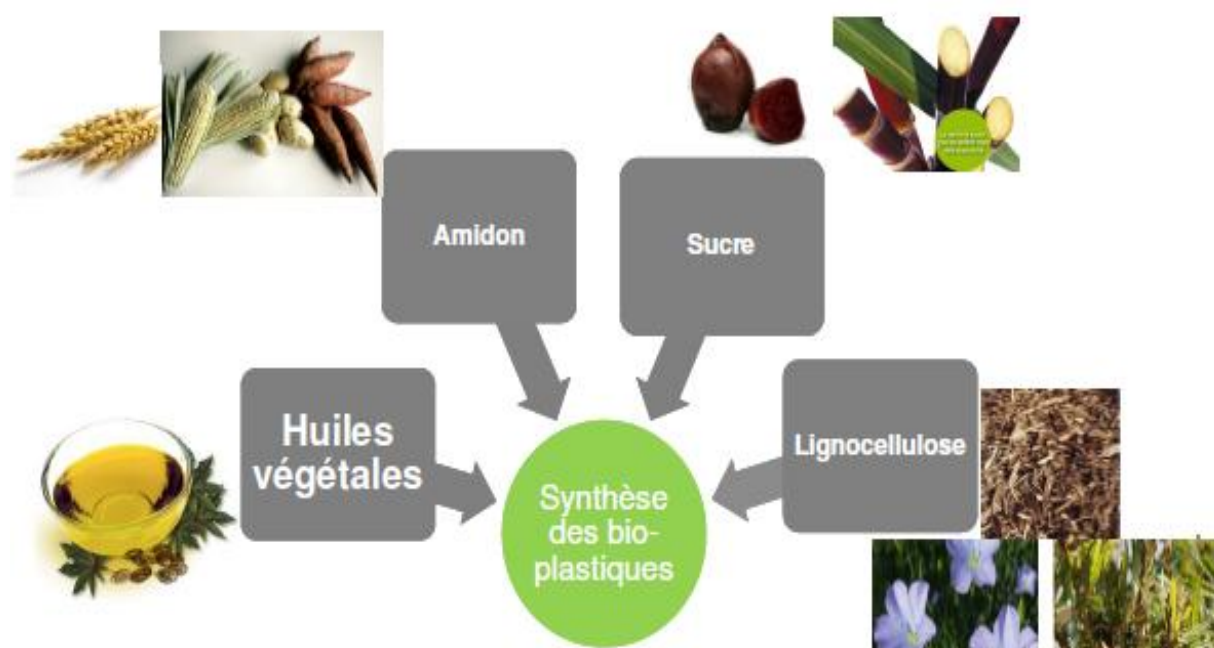 Amidon
Sucre
Huiles
végétales
Lignocellulose
Synthèse
des bio-
plastiques